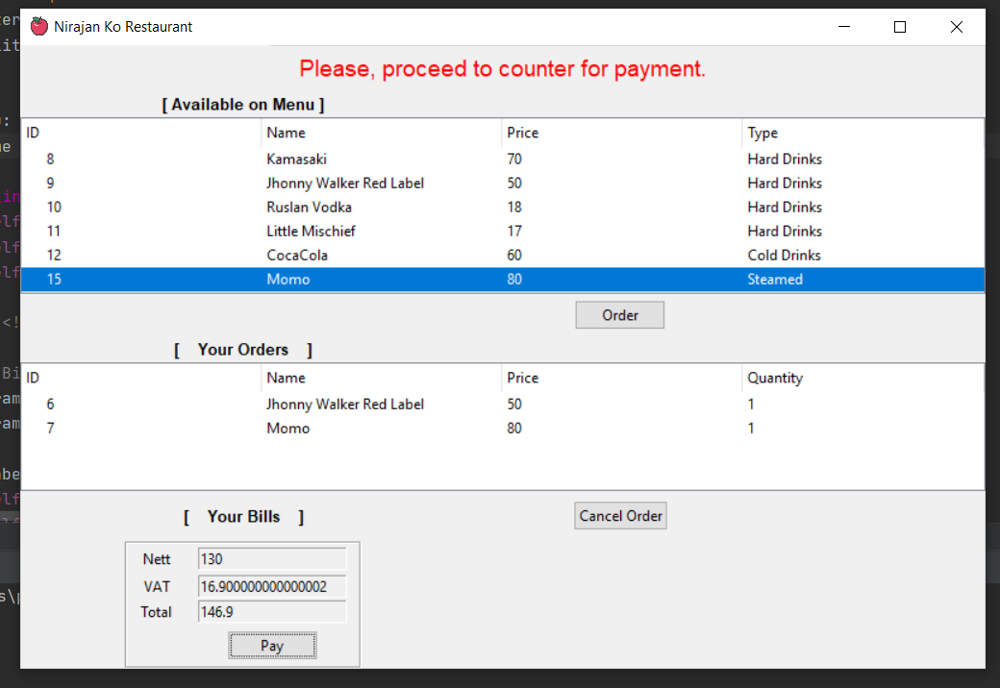 Nirajan Ko Restaurant
Please, proceed to counter for payment.
[ Available on Menu ]
ID Name Price Type
8 Kamasaki 70 Hard Drinks
9 Jhonny Walker Red Label 50 Hard Drinks
10 Ruslan Vodka 18 Hard Drinks
11 Little Mischief 17 Hard Drinks
12 CocaCola 60 Cold Drinks
15 Momo 80 Steamed
Order
[ Your Orders ]
ID Name Price Quantity
6 Jhonny Walker Red Label 50 1
7 Momo 80 1
[ Your Bills ]
Cancel Order
Nett 130
VAT 16.900000000000002
Total 146.9
Pay